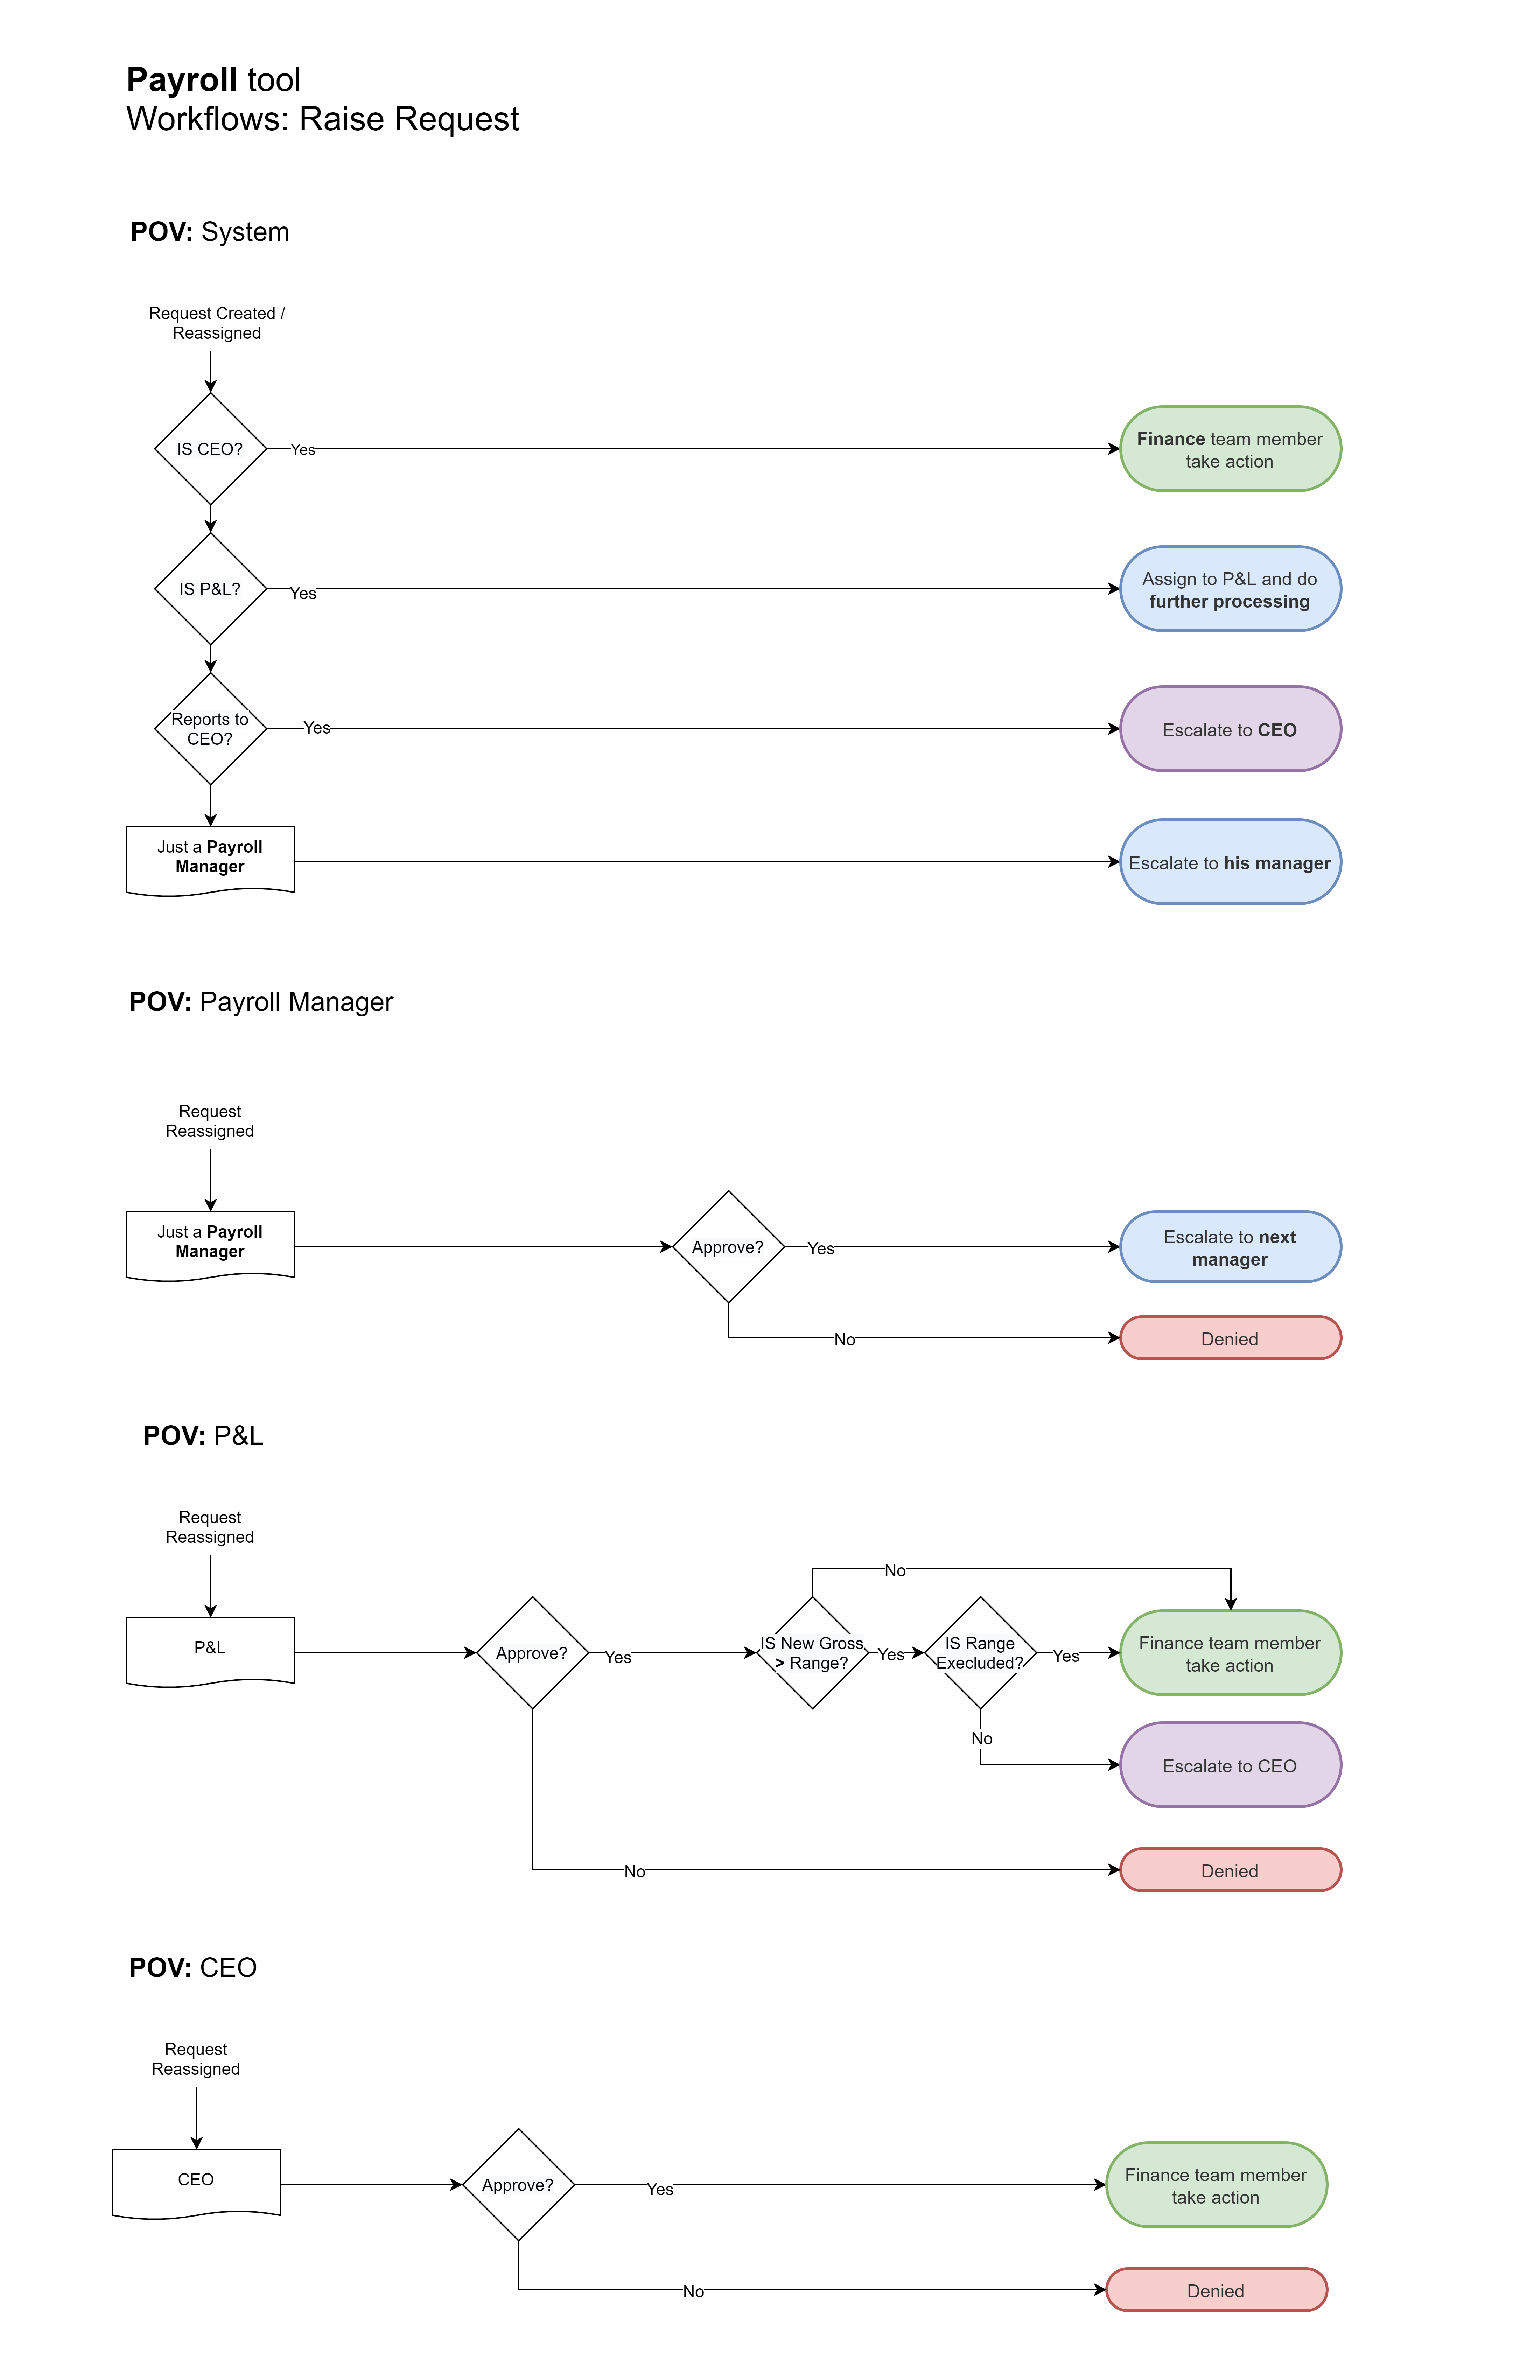 Payroll tool
Workflows: Raise Request
POV: System
Request Created /
Reassigned
IS CEO?
Yes
Finance team member
take action
IS P&L?
Yes
Assign to P&L and do
further processing
Reports to
CEO?
Yes
Escalate to CEO
Just a Payroll
Manager
Escalate to his manager
POV: Payroll Manager
Request
Reassigned
Just a Payroll
Manager
Approve?
Yes
Escalate to next
manager
No
Denied
POV: P&L
Request
Reassigned
P&L
Approve?
Yes
IS New Gross
> Range?
No
Yes
IS Range
Execluded?
Yes
Finance team member
take action
No
Escalate to CEO
No
Denied
POV: CEO
Request
Reassigned
CEO
Approve?
Yes
Finance team member
take action
No
Denied